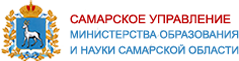 САМАРСКОЕ УПРАВЛЕНИЕ
МИНИСТЕРСТВА ОБРАЗОВАНИЯ
И НАУКИ САМАРСКОЙ ОБЛАСТИ